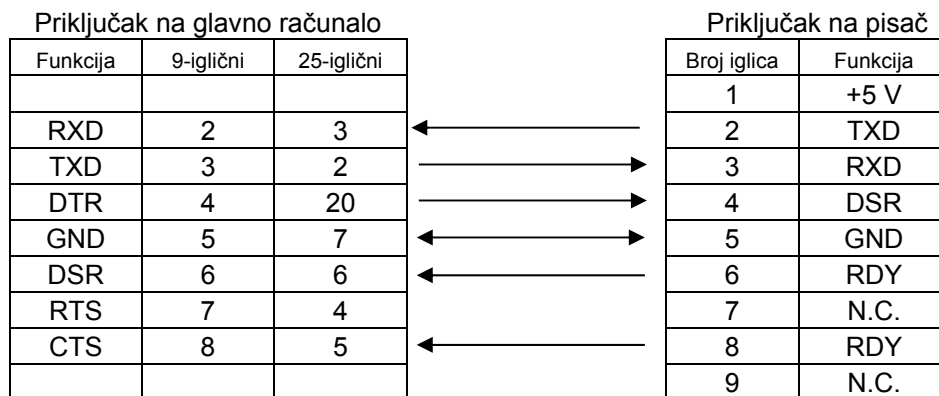 Priključak na glavno računalo Priključak na pisač
Funkcija 9-iglični 25-iglični Broj iglica Funkcija
1 +5 V
RXD 2 3 2 TXD
TXD 3 2 3 RXD
DTR 4 20 4 DSR
GND 5 7 5 GND
DSR 6 6 6 RDY
RTS 7 4 7 N.C.
CTS 8 5 8 RDY
9 N.C.